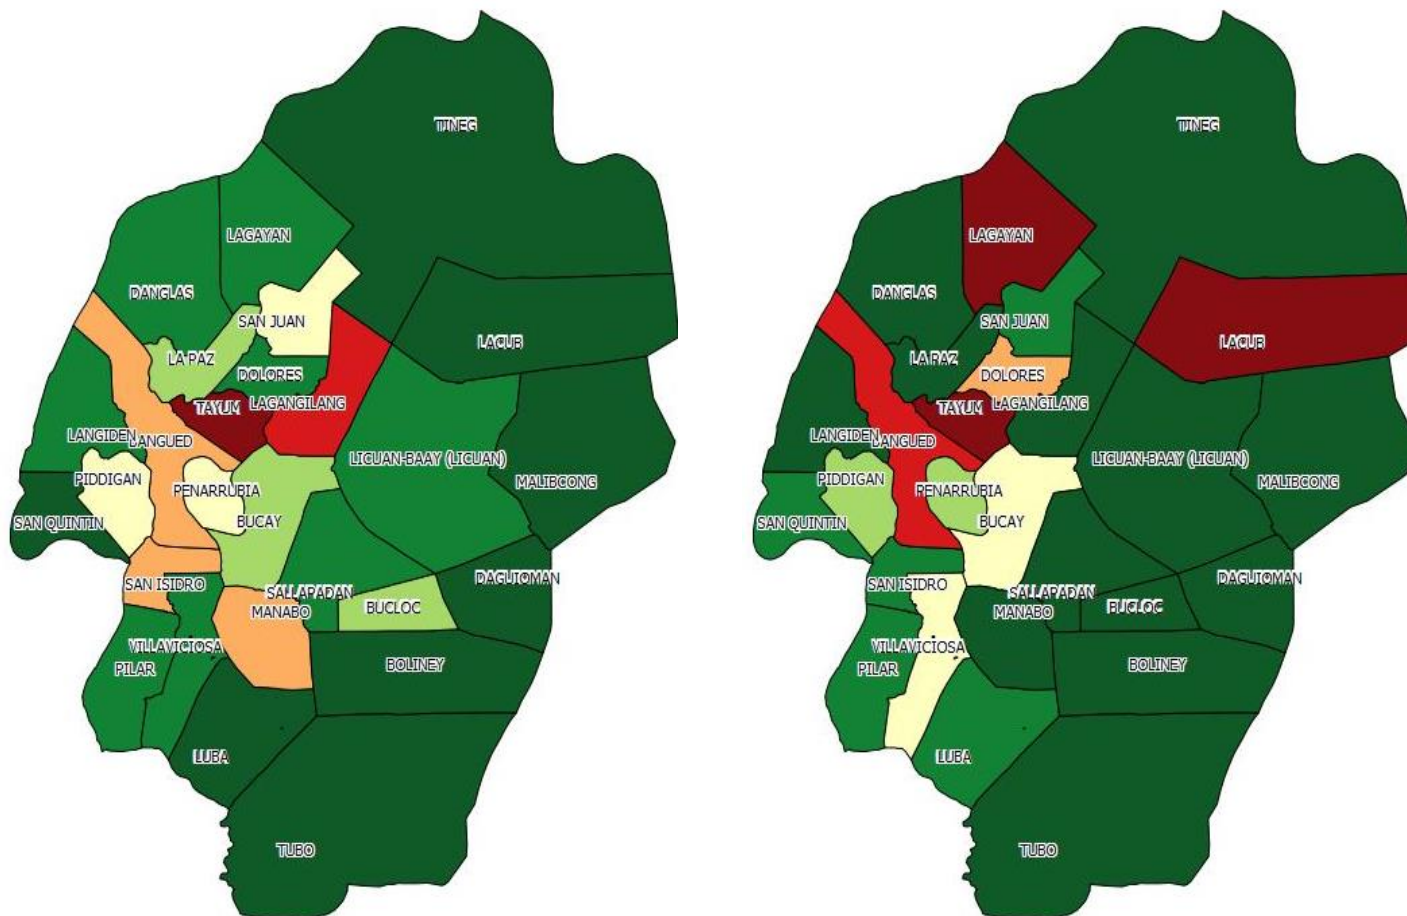 TINEG
LAGAYAN
DANGLAS
SAN JUAN
LACUB
LA PAZ
DOLORES
TAYUM
LAGANGILANG
LANGIDEN
BANGUED
LICUAN-BAAY (LICUAN)
PIDDIGAN
PENARRUBIA
MALIBCONG
SAN QUINTIN
BUCAY
SAN ISIDRO
SALLAPADAN
DAGUIOMAN
MANABO
BUCLOC
VILLAVICIOSA
PILAR
BOLINEY
LUBA
TUBO
TINEG
LAGAYAN
DANGLAS
SAN JUAN
LACUB
LA PAZ
DOLORES
TAYUM
LAGANGILANG
LANGIDEN
BANGUED
LICUAN-BAAY (LICUAN)
PIDDIGAN
PENARRUBIA
MALIBCONG
SAN QUINTIN
BUCAY
SAN ISIDRO
SALLAPADAN
DAGUIOMAN
MANABO
BUCLOC
VILLAVICIOSA
PILAR
BOLINEY
LUBA
TUBO